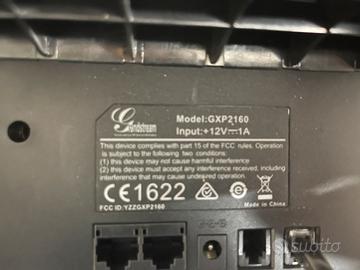 Grandstream
Model:GXP2160
Input:+12V⎓1A
This device complies with part 15 of the FCC rules. Operation
is subject to the following two conditions:
(1) this device may not cause harmful interference
(2) this device must accept any interference received, including
interference that may cause undesired operation.
Made in China
CE1622
FCC ID:YZZGXP2160
subito